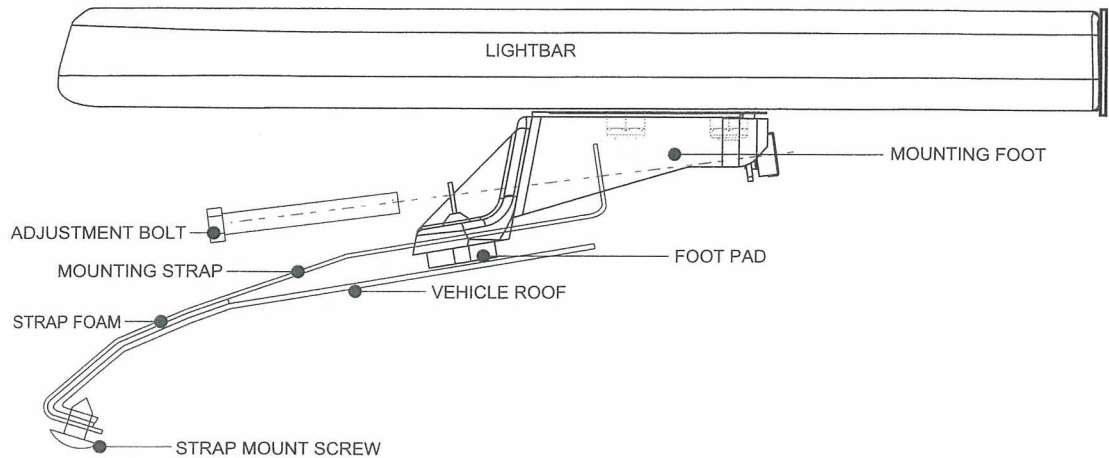 LIGHTBAR
MOUNTING FOOT
ADJUSTMENT BOLT
FOOT PAD
MOUNTING STRAP
VEHICLE ROOF
STRAP FOAM
STRAP MOUNT SCREW